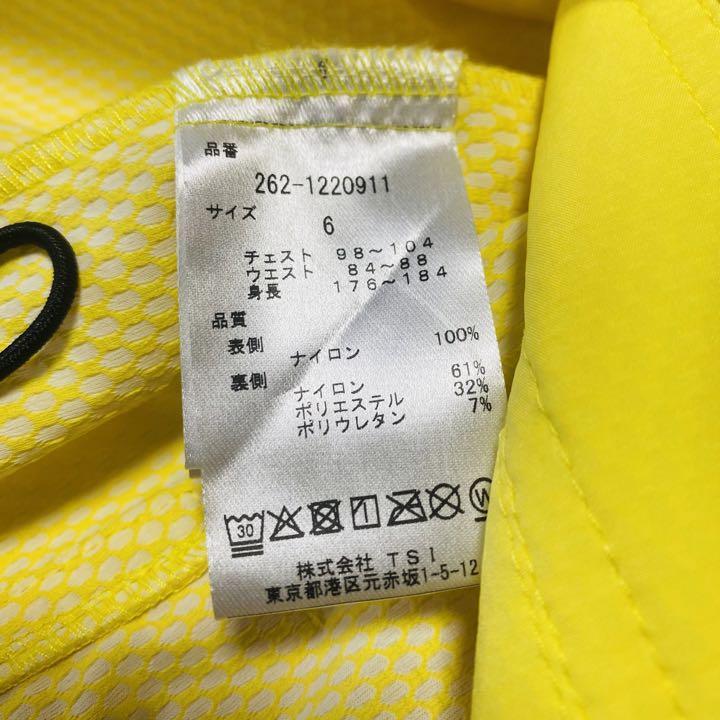 品番
262-1220911
サイズ
6
チェスト 98～104
ウエスト 84～88
身長 176～184
品質
表側 ナイロン 100%
裏側 ナイロン 61%
ポリエステル 32%
ポリウレタン 7%
30
W
株式会社 TSI
東京都港区元赤坂1-5-12